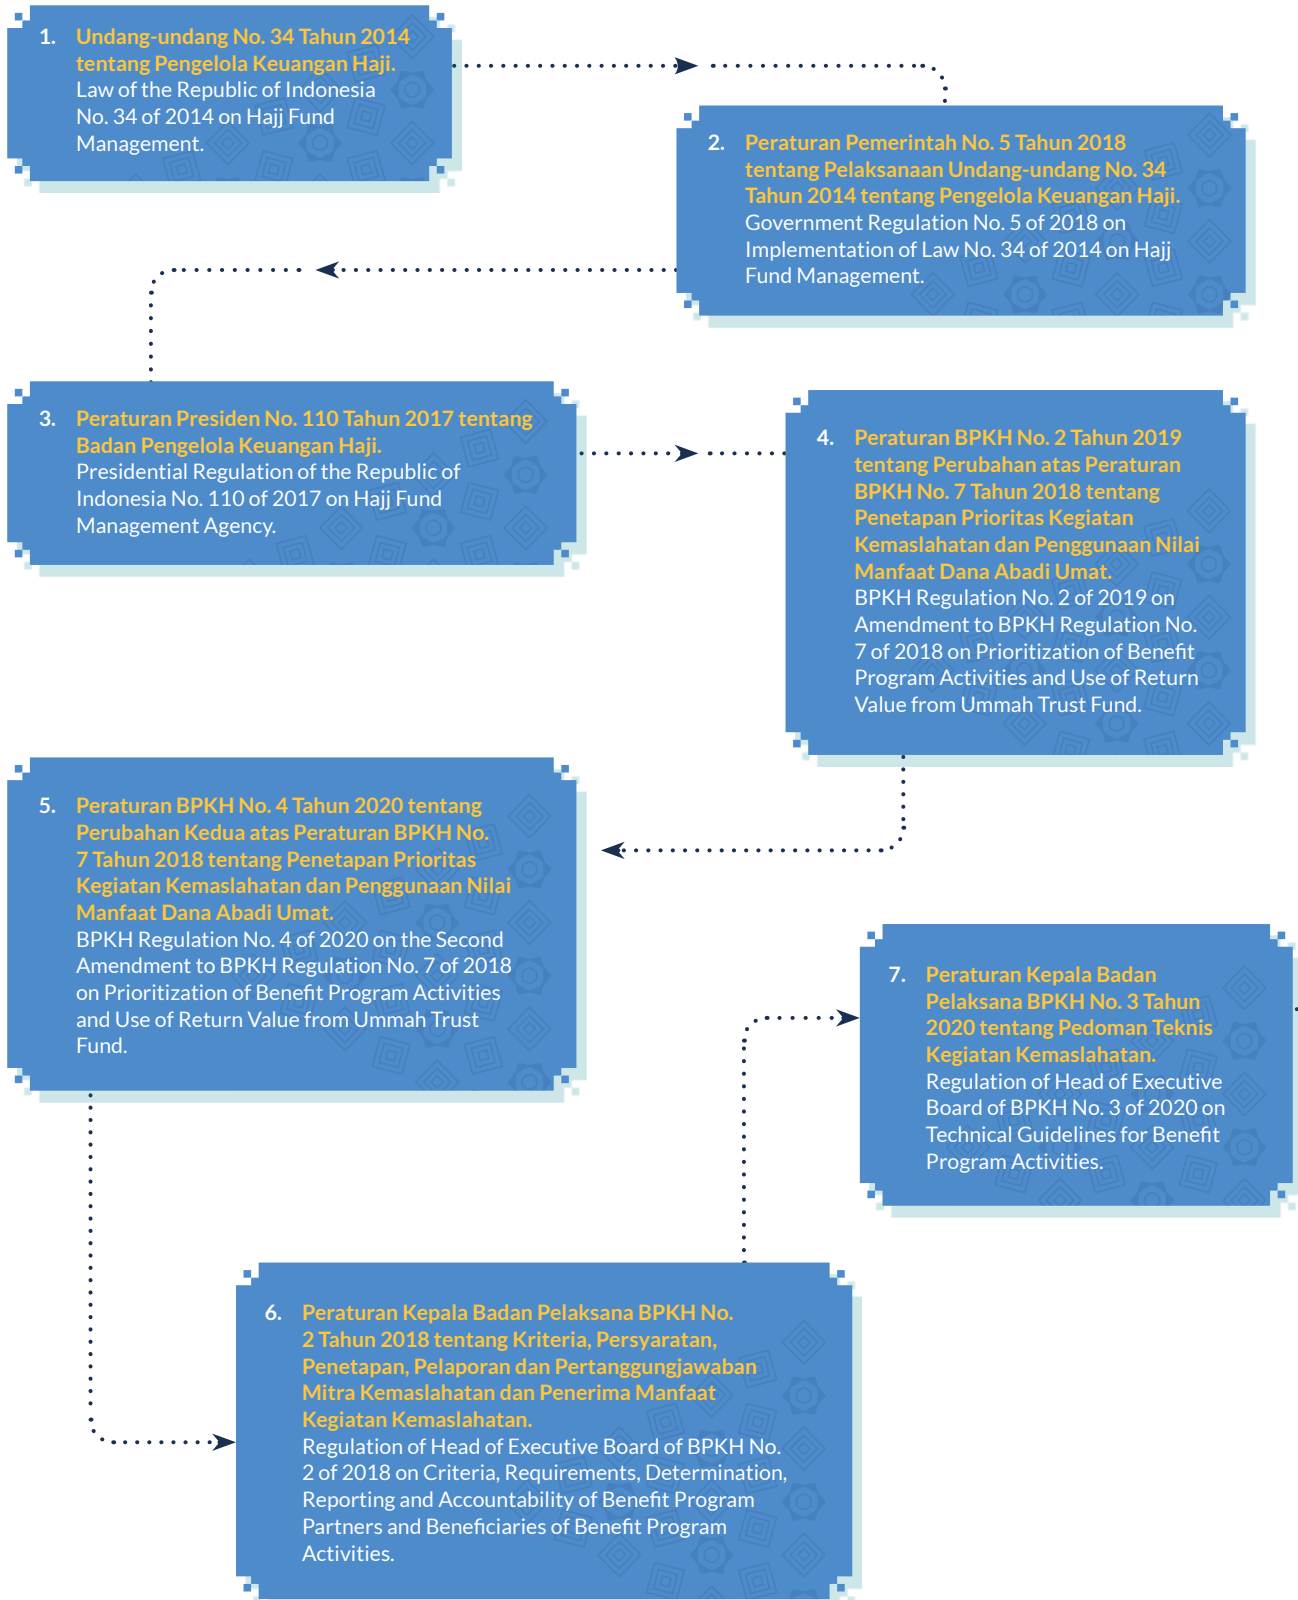 1. Undang-undang No. 34 Tahun 2014
tentang Pengelola Keuangan Haji.
Law of the Republic of Indonesia
No. 34 of 2014 on Hajj Fund
Management.
2. Peraturan Pemerintah No. 5 Tahun 2018
tentang Pelaksanaan Undang-undang No. 34
Tahun 2014 tentang Pengelola Keuangan Haji.
Government Regulation No. 5 of 2018 on
Implementation of Law No. 34 of 2014 on Hajj
Fund Management.
3. Peraturan Presiden No. 110 Tahun 2017 tentang
Badan Pengelola Keuangan Haji.
Presidential Regulation of the Republic of
Indonesia No. 110 of 2017 on Hajj Fund
Management Agency.
4. Peraturan BPKH No. 2 Tahun 2019
tentang Perubahan atas Peraturan
BPKH No. 7 Tahun 2018 tentang
Penetapan Prioritas Kegiatan
Kemaslahatan dan Penggunaan Nilai
Manfaat Dana Abadi Umat.
BPKH Regulation No. 2 of 2019 on
Amendment to BPKH Regulation No.
7 of 2018 on Prioritization of Benefit
Program Activities and Use of Return
Value from Ummah Trust Fund.
5. Peraturan BPKH No. 4 Tahun 2020 tentang
Perubahan Kedua atas Peraturan BPKH No.
7 Tahun 2018 tentang Penetapan Prioritas
Kegiatan Kemaslahatan dan Penggunaan Nilai
Manfaat Dana Abadi Umat.
BPKH Regulation No. 4 of 2020 on the Second
Amendment to BPKH Regulation No. 7 of 2018
on Prioritization of Benefit Program Activities
and Use of Return Value from Ummah Trust
Fund.
6. Peraturan Kepala Badan Pelaksana BPKH No.
2 Tahun 2018 tentang Kriteria, Persyaratan,
Penetapan, Pelaporan dan Pertanggungjawaban
Mitra Kemaslahatan dan Penerima Manfaat
Kegiatan Kemaslahatan.
Regulation of Head of Executive Board of BPKH No.
2 of 2018 on Criteria, Requirements, Determination,
Reporting and Accountability of Benefit Program
Partners and Beneficiaries of Benefit Program
Activities.
7. Peraturan Kepala Badan
Pelaksana BPKH No. 3 Tahun
2020 tentang Pedoman Teknis
Kegiatan Kemaslahatan.
Regulation of Head of Executive
Board of BPKH No. 3 of 2020 on
Technical Guidelines for Benefit
Program Activities.